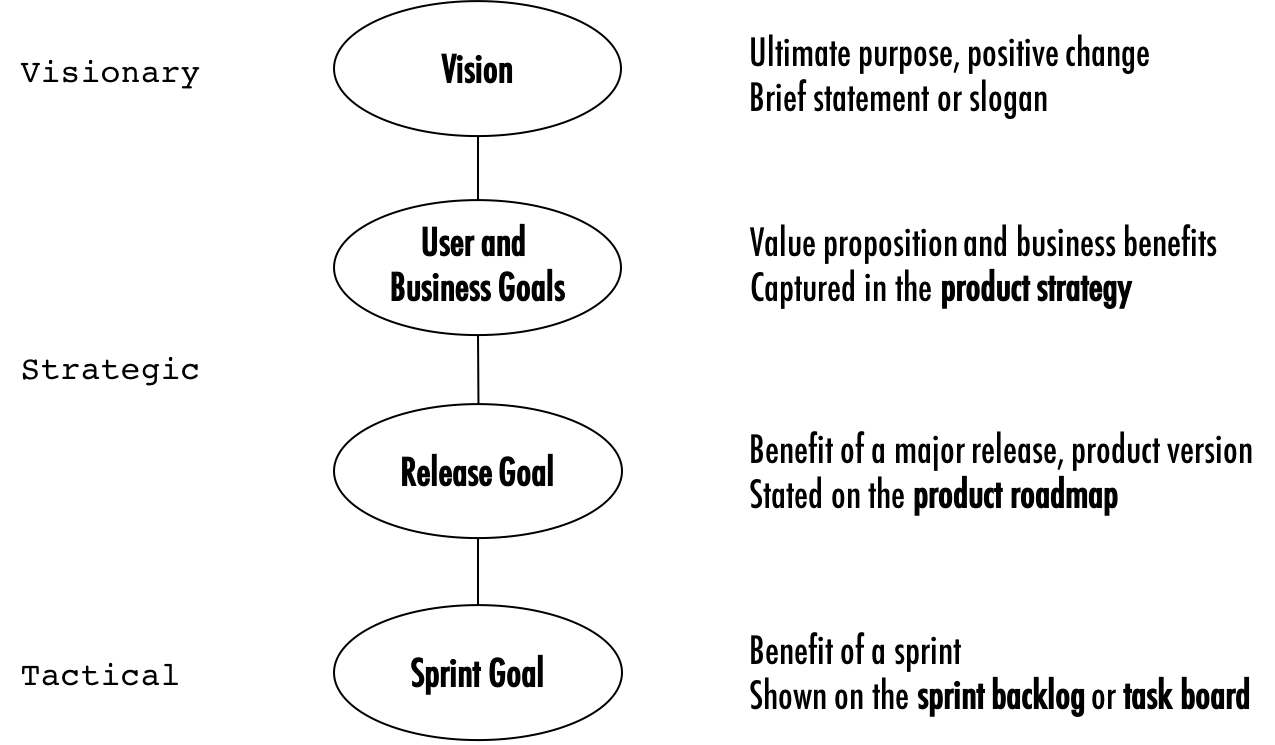 Visionary
Vision
Ultimate purpose, positive change
Brief statement or slogan
User and
Business Goals
Value proposition and business benefits
Captured in the product strategy
Strategic
Release Goal
Benefit of a major release, product version
Stated on the product roadmap
Tactical
Sprint Goal
Benefit of a sprint
Shown on the sprint backlog or task board